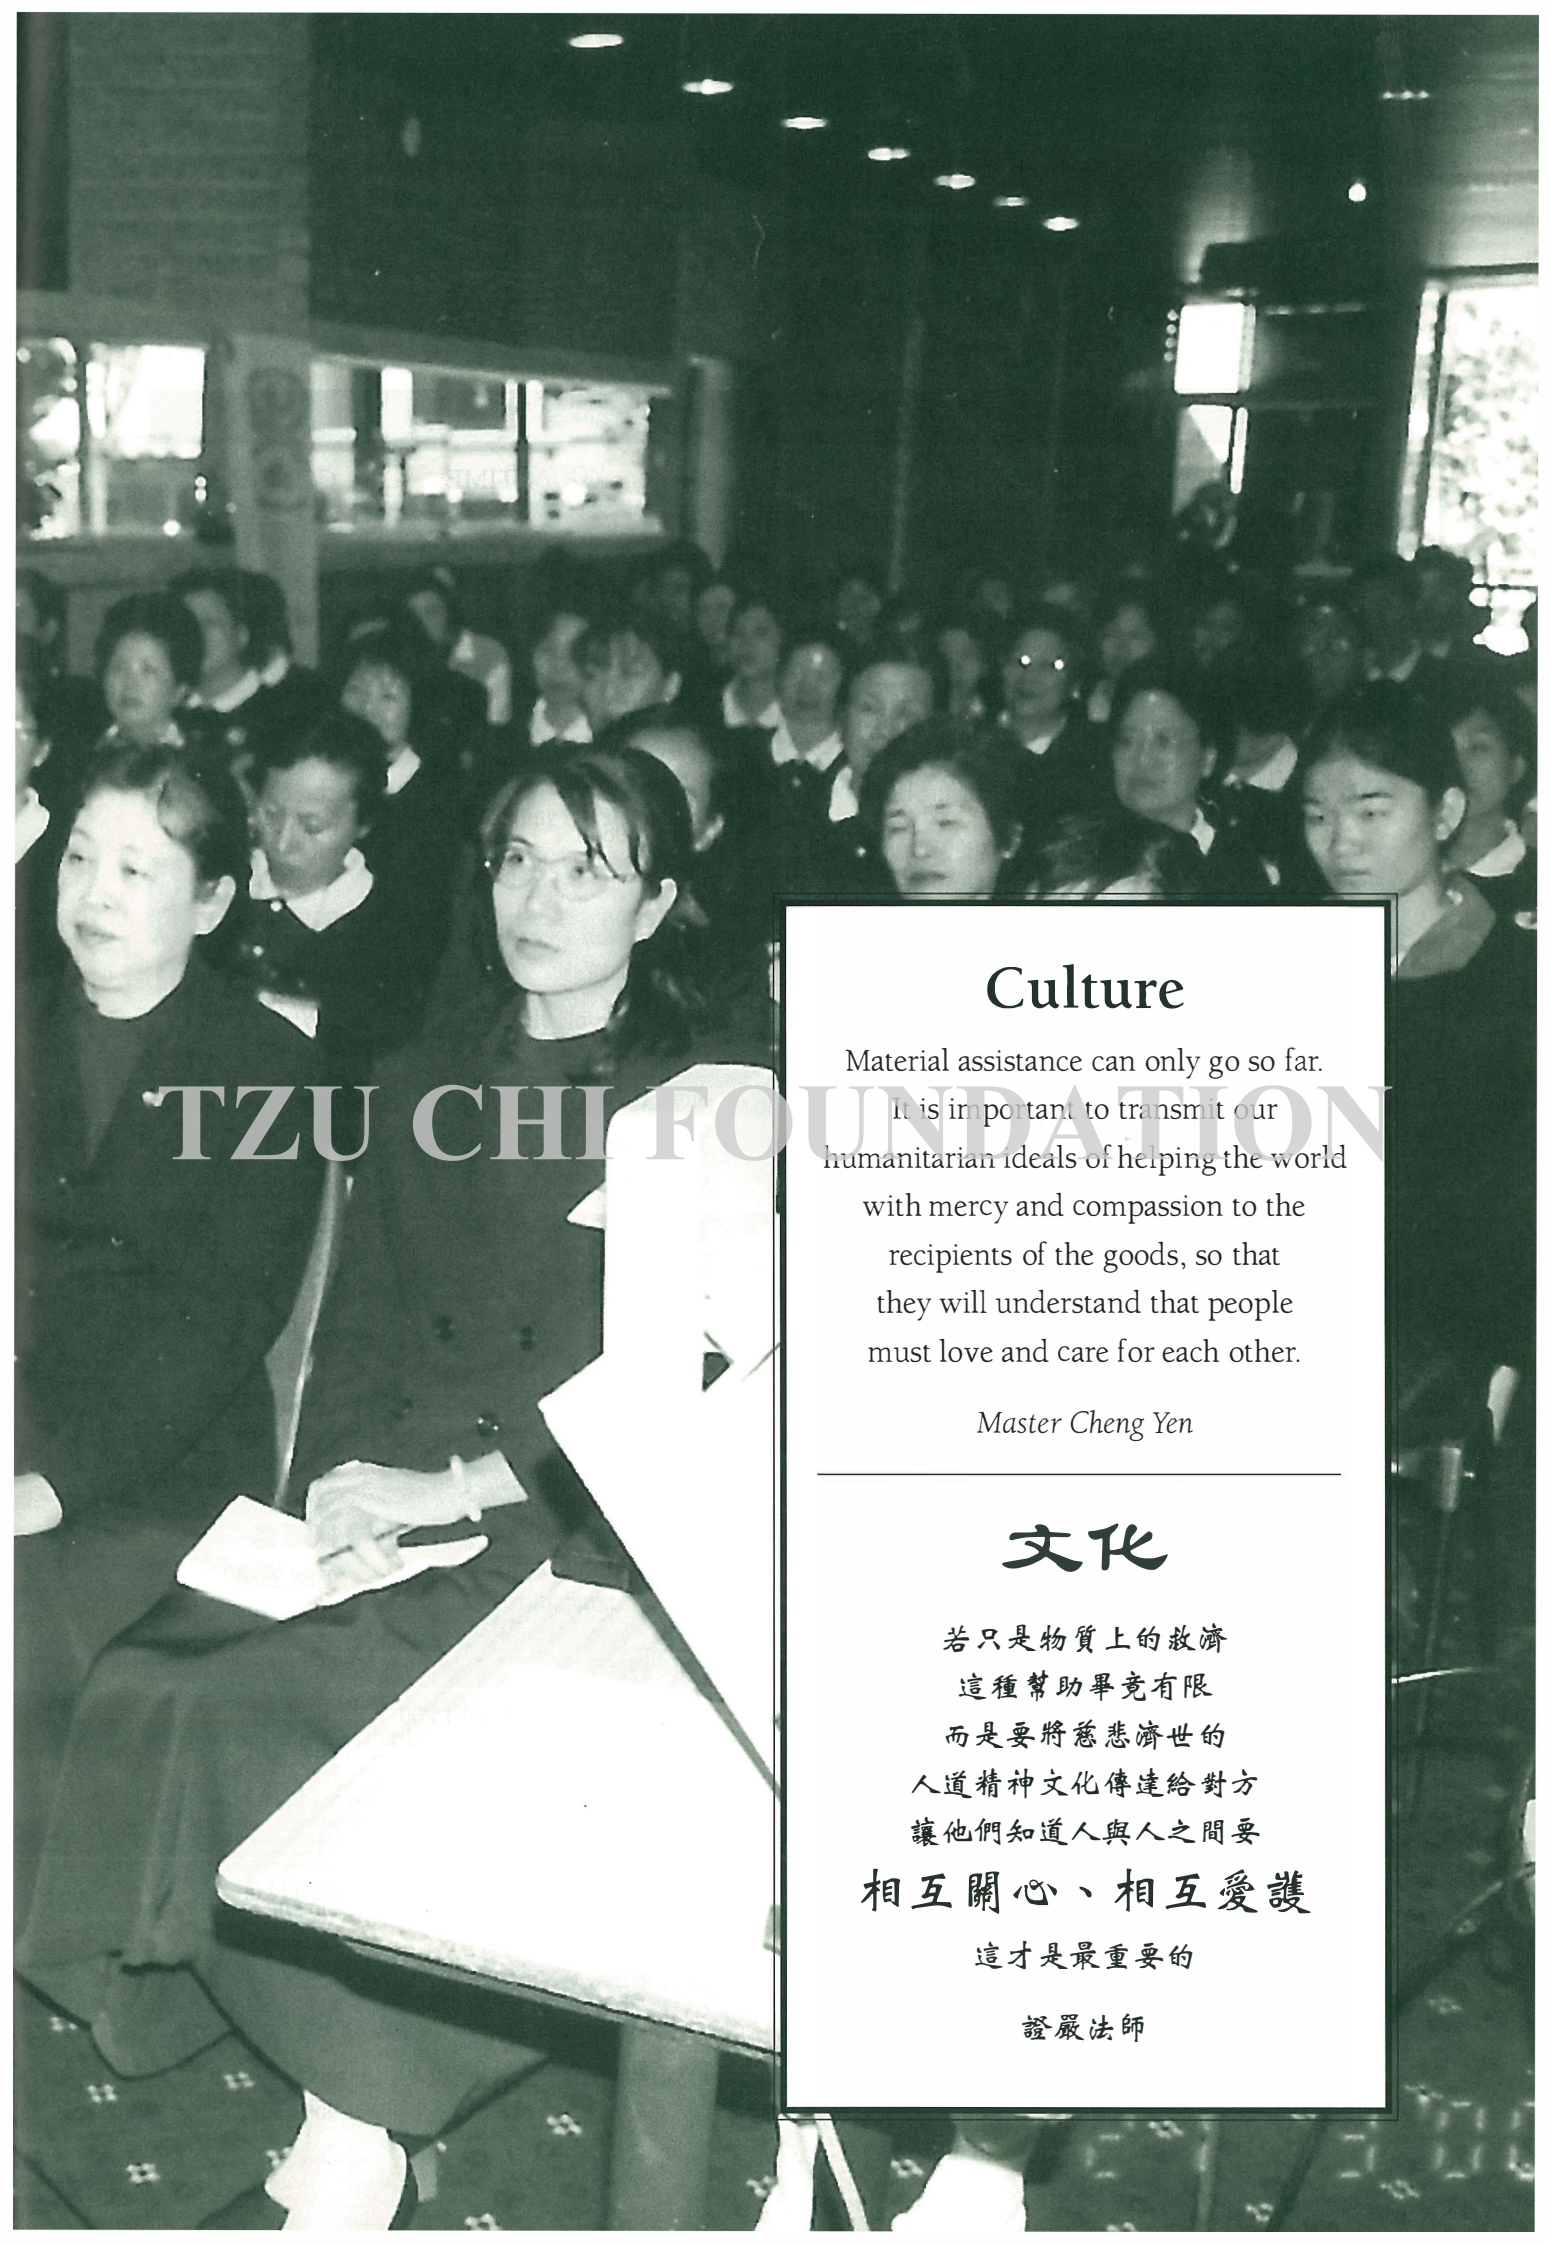 Culture
Material assistance can only go so far.
It is important to transmit our
humanitarian ideals of helping the world
with mercy and compassion to the
recipients of the goods, so that
they will understand that people
must love and care for each other.
Master Cheng Yen
TZU CHI FOUNDATION
文化
若只是物質上的救濟
這種幫助畢竟有限
而是要將慈悲濟世的
人道精神文化傳達給對方
讓他們知道人與人之間要
相互關心、相互愛護
這才是最重要的
證嚴法師